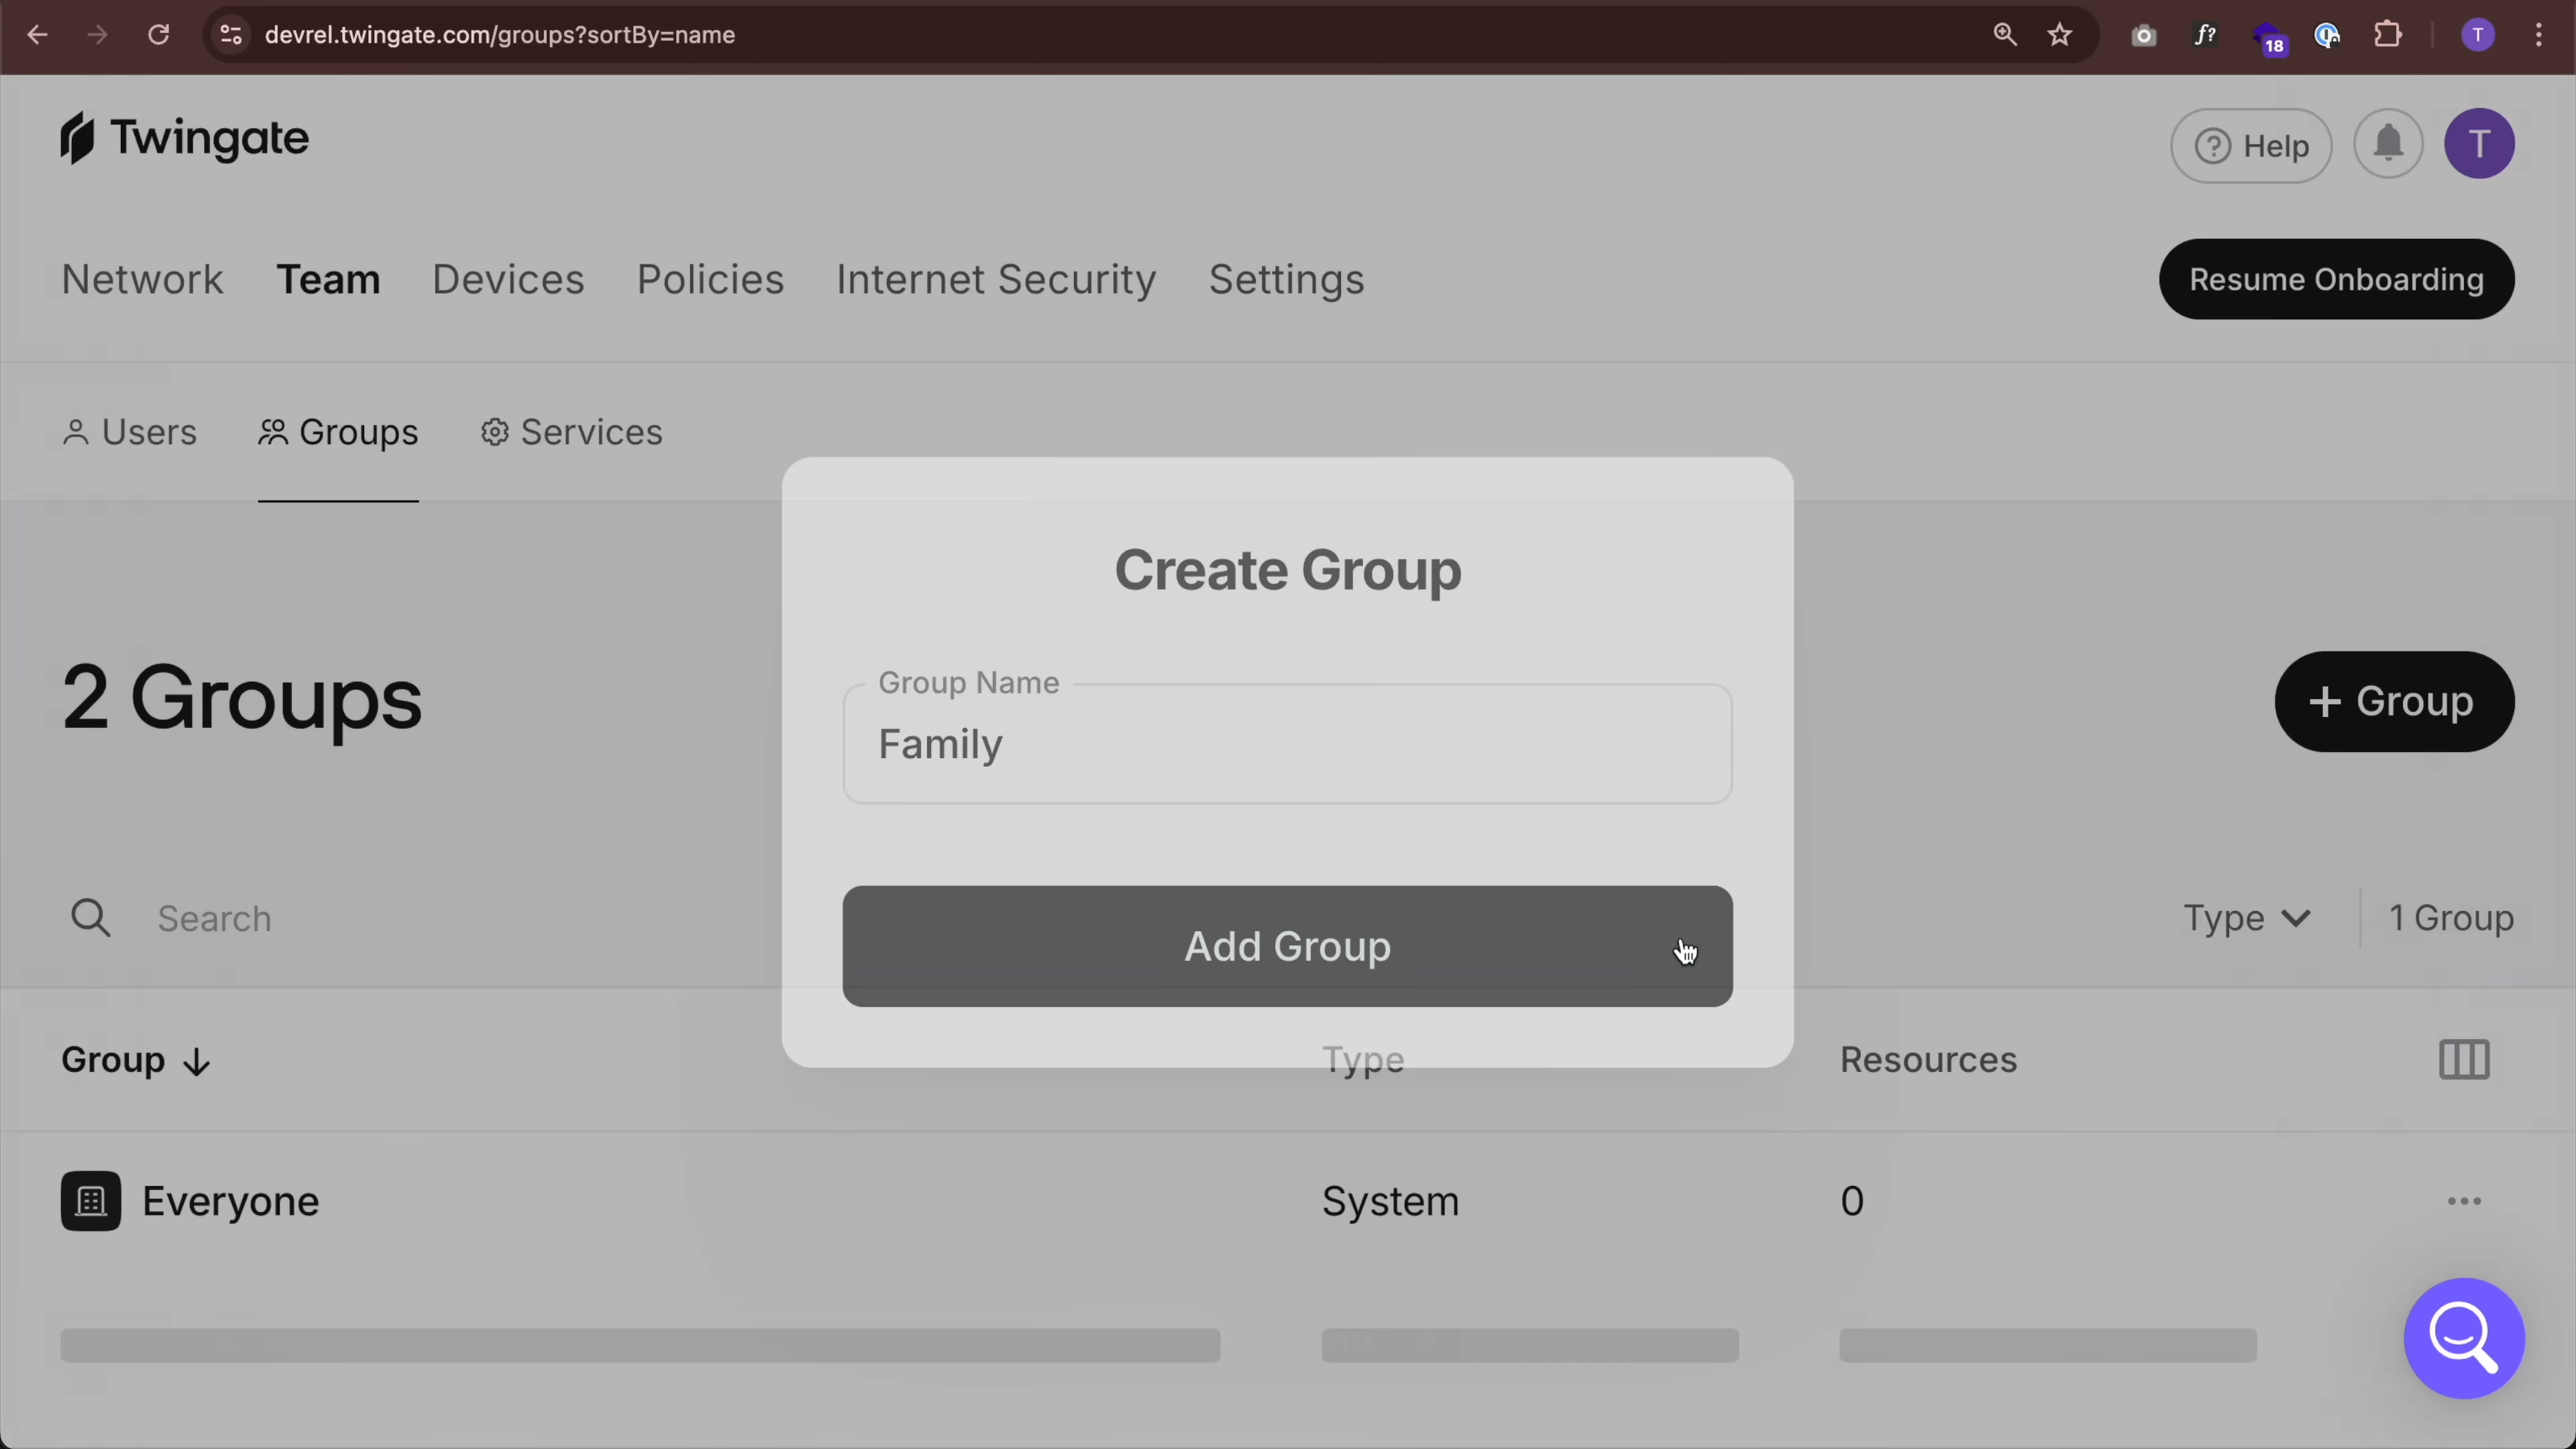 devrel.twingate.com/groups?sortBy=name
f?
18
T
Twingate
Help
T
Network Team Devices Policies Internet Security Settings
Resume Onboarding
Users Groups Services
Create Group
2 Groups
Group Name
Family
+ Group
Search
Add Group
Type
1 Group
Group
Type
Resources
Everyone
System
0